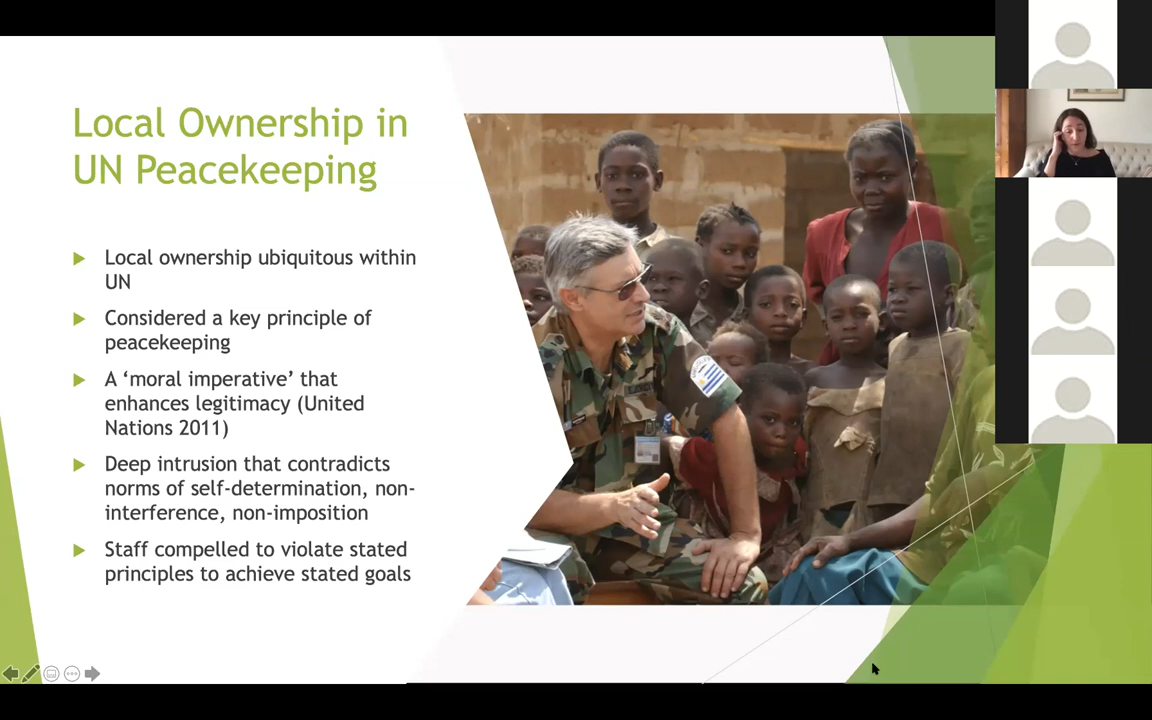 Local Ownership in
UN Peacekeeping
Local ownership ubiquitous within
UN
Considered a key principle of
peacekeeping
A ‘moral imperative’ that
enhances legitimacy (United
Nations 2011)
Deep intrusion that contradicts
norms of self-determination, non-
interference, non-imposition
Staff compelled to violate stated
principles to achieve stated goals